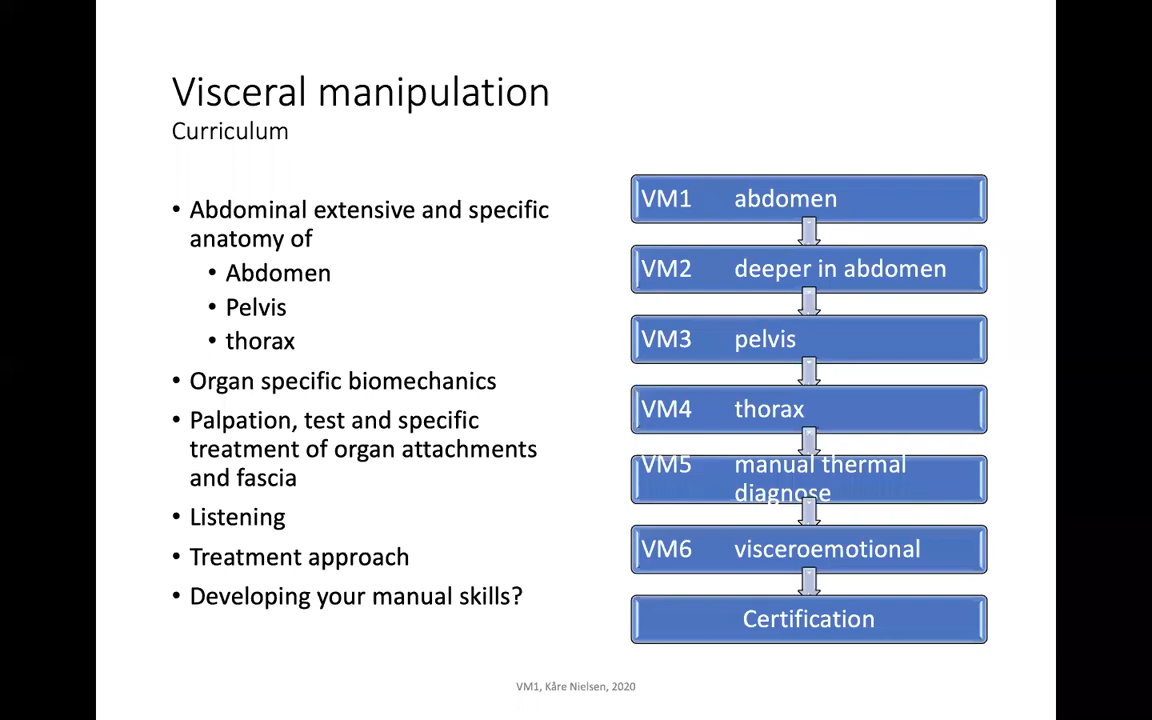 Visceral manipulation
Curriculum
• Abdominal extensive and specific
anatomy of
• Abdomen
• Pelvis
• thorax
• Organ specific biomechanics
• Palpation, test and specific
treatment of organ attachments
and fascia
• Listening
• Treatment approach
• Developing your manual skills?
VM1 abdomen
VM2 deeper in abdomen
VM3 pelvis
VM4 thorax
VM5 manual thermal
diagnose
VM6 visceroemotional
Certification
VM1, Kåre Nielsen, 2020